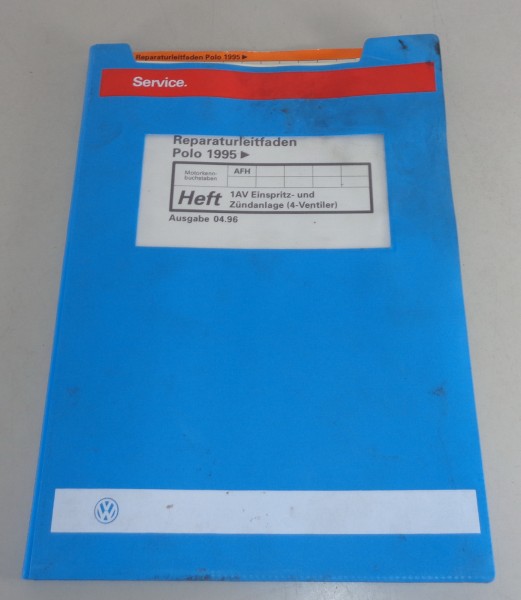 Reparaturleitfaden Polo 1995 ►
Service.
Reparaturleitfaden
Polo 1995 ►
Motorkenn-
buchstaben
AFH
Heft
1AV Einspritz- und
Zündanlage (4-Ventiler)
Ausgabe 04.96
VW